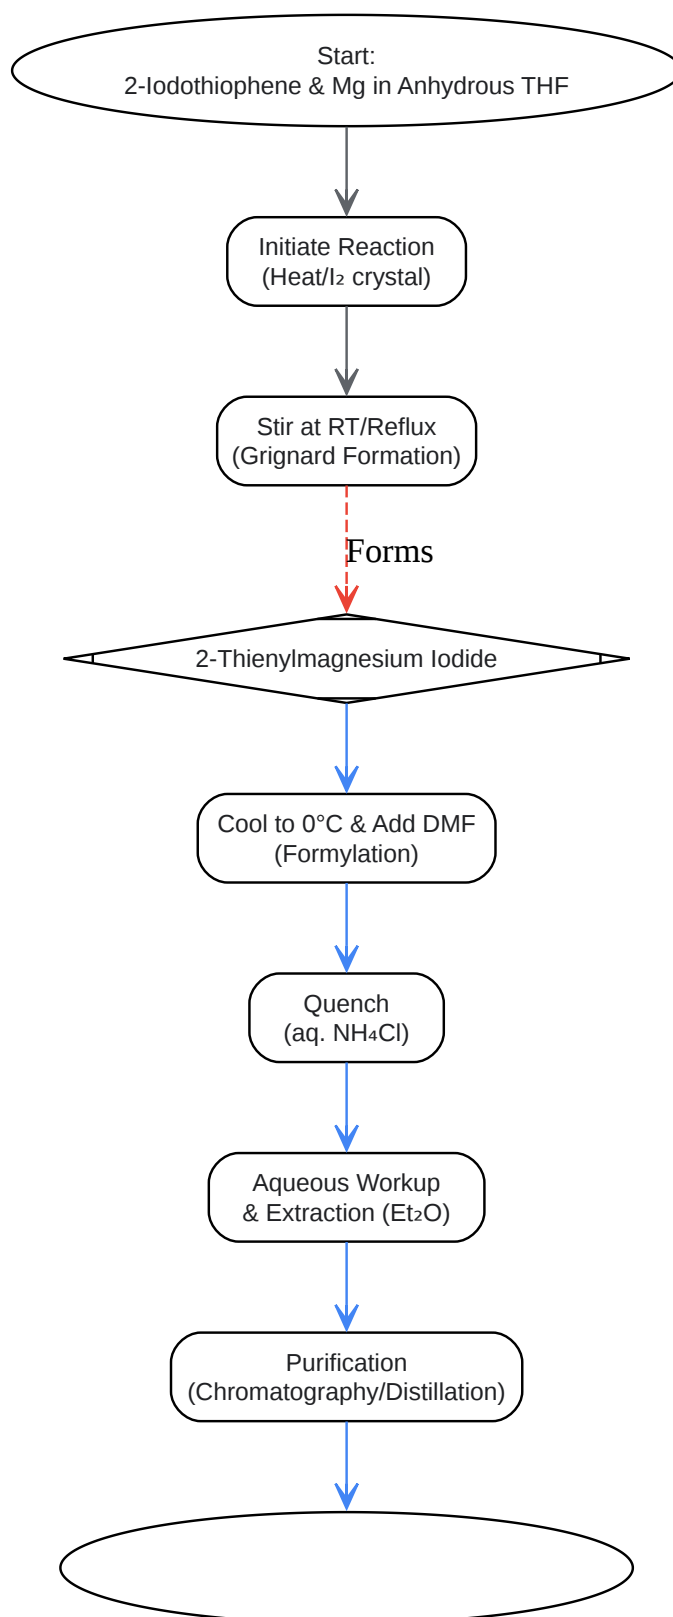 Start:
2-Iodothiophene & Mg in Anhydrous THF
Initiate Reaction
(Heat/I₂ crystal)
Stir at RT/Reflux
(Grignard Formation)
Forms
2-Thienylmagnesium Iodide
Cool to 0°C & Add DMF
(Formylation)
Quench
(aq. NH₄Cl)
Aqueous Workup
& Extraction (Et₂O)
Purification
(Chromatography/Distillation)